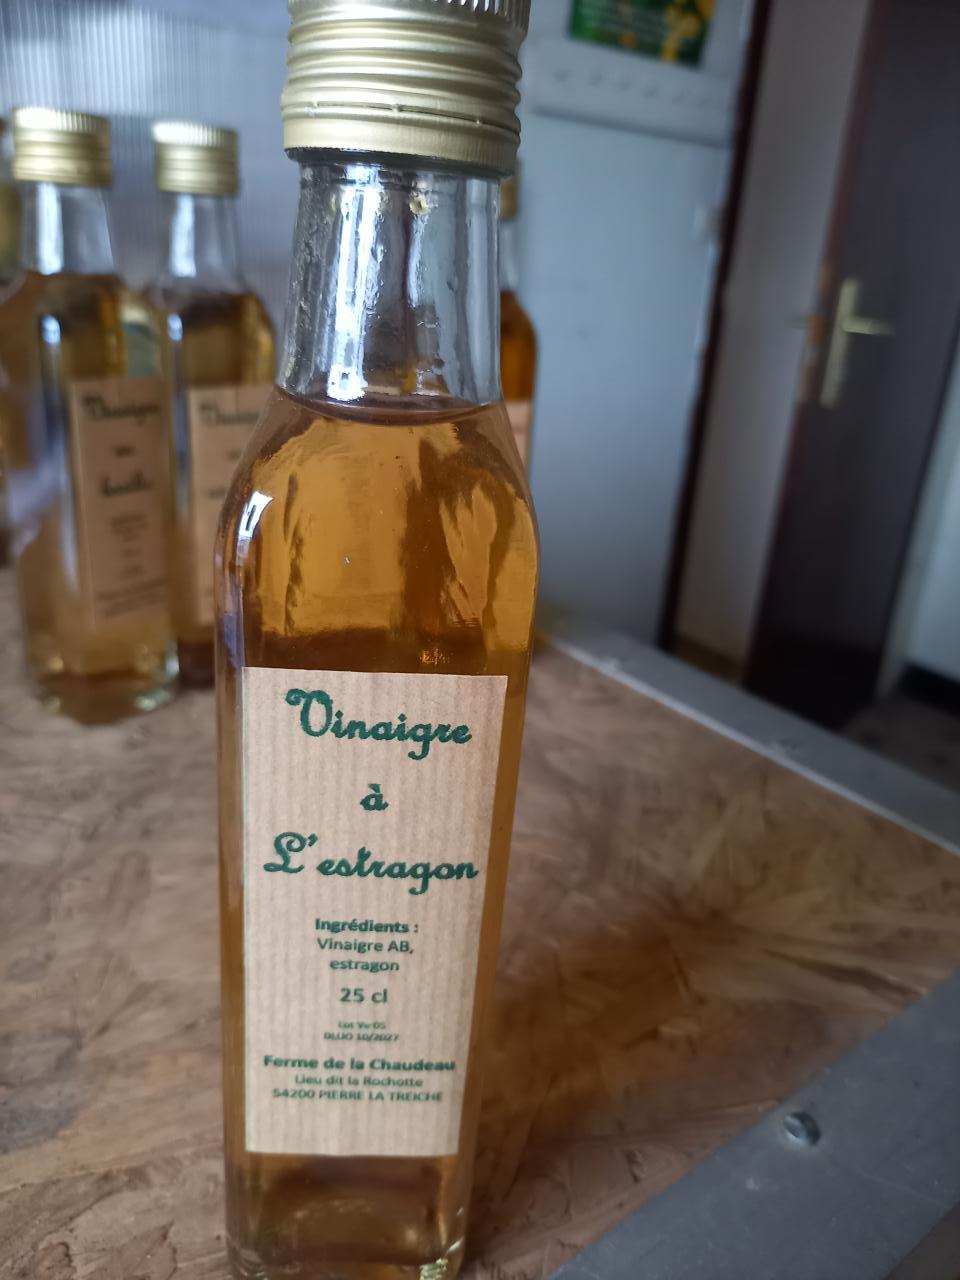 Vinaigre
à
L'estragon
Ingrédients :
Vinaigre AB,
estragon
25 cl
DLUO 10/2027
Ferme de la Chaudeau
Lieu dit la Rochotte
54200 PIERRE LA TREICHE
Vinaigre